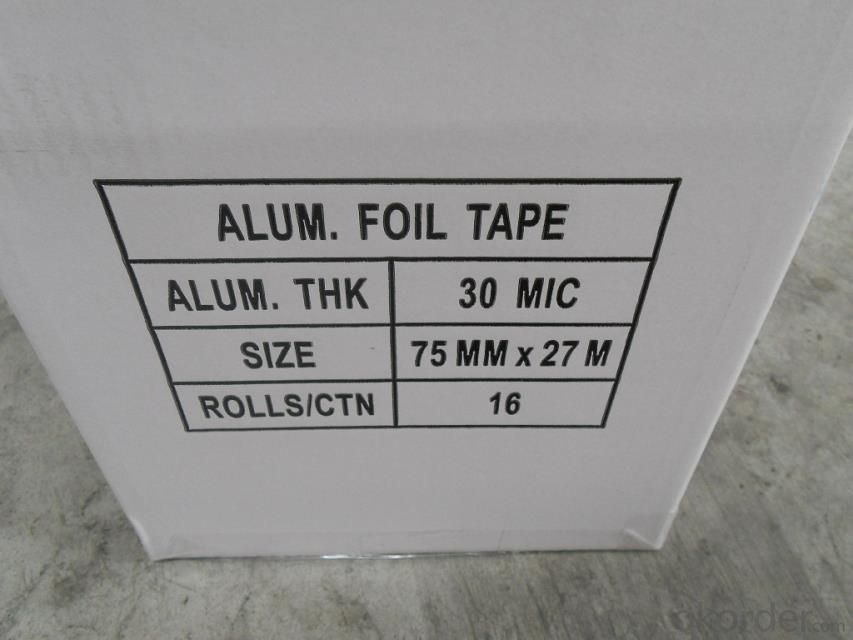 ALUM. FOIL TAPE
ALUM. THK 30 MIC
SIZE 75 MM x 27 M
ROLLS/CTN 16
okorder.com